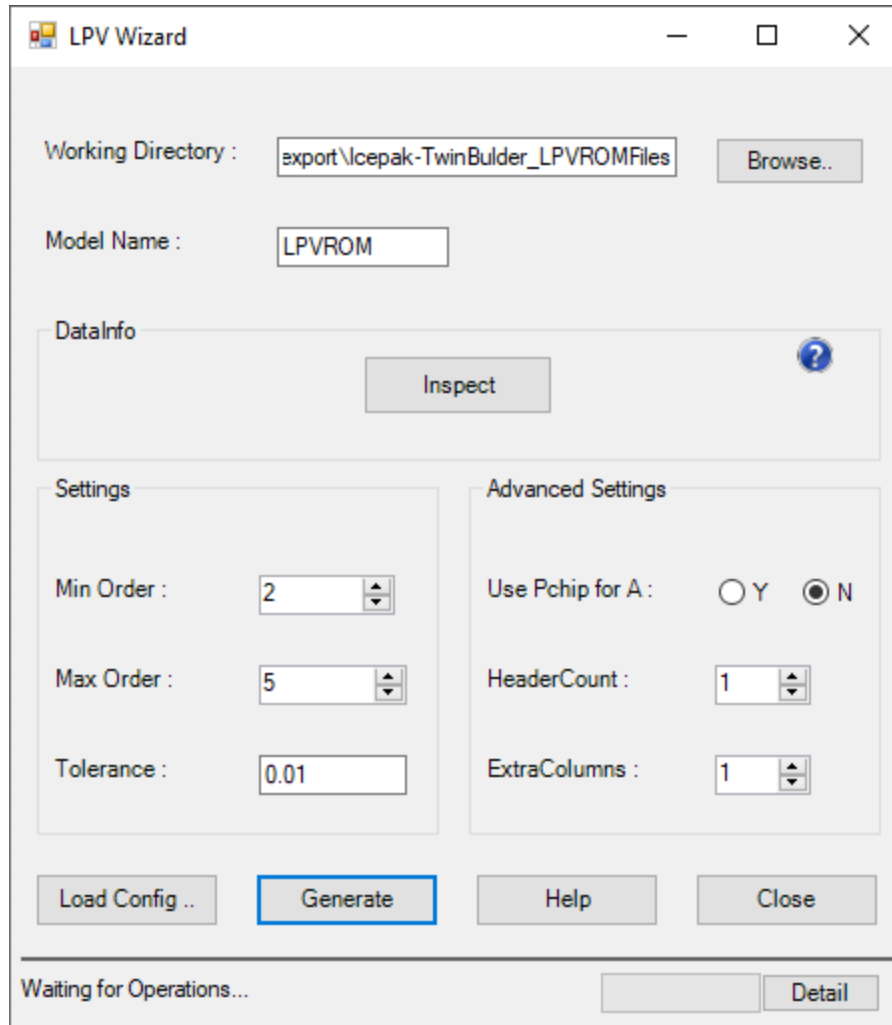 LPV Wizard
Working Directory :
export\Icepak-TwinBulder_LPVROMFiles
Browse..
Model Name :
LPVROM
DataInfo
Inspect
?
Settings
Min Order :
2
Max Order :
5
Tolerance :
0.01
Advanced Settings
Use Pchip for A :
Y
N
HeaderCount :
1
ExtraColumns :
1
Load Config ..
Generate
Help
Close
Waiting for Operations...
Detail